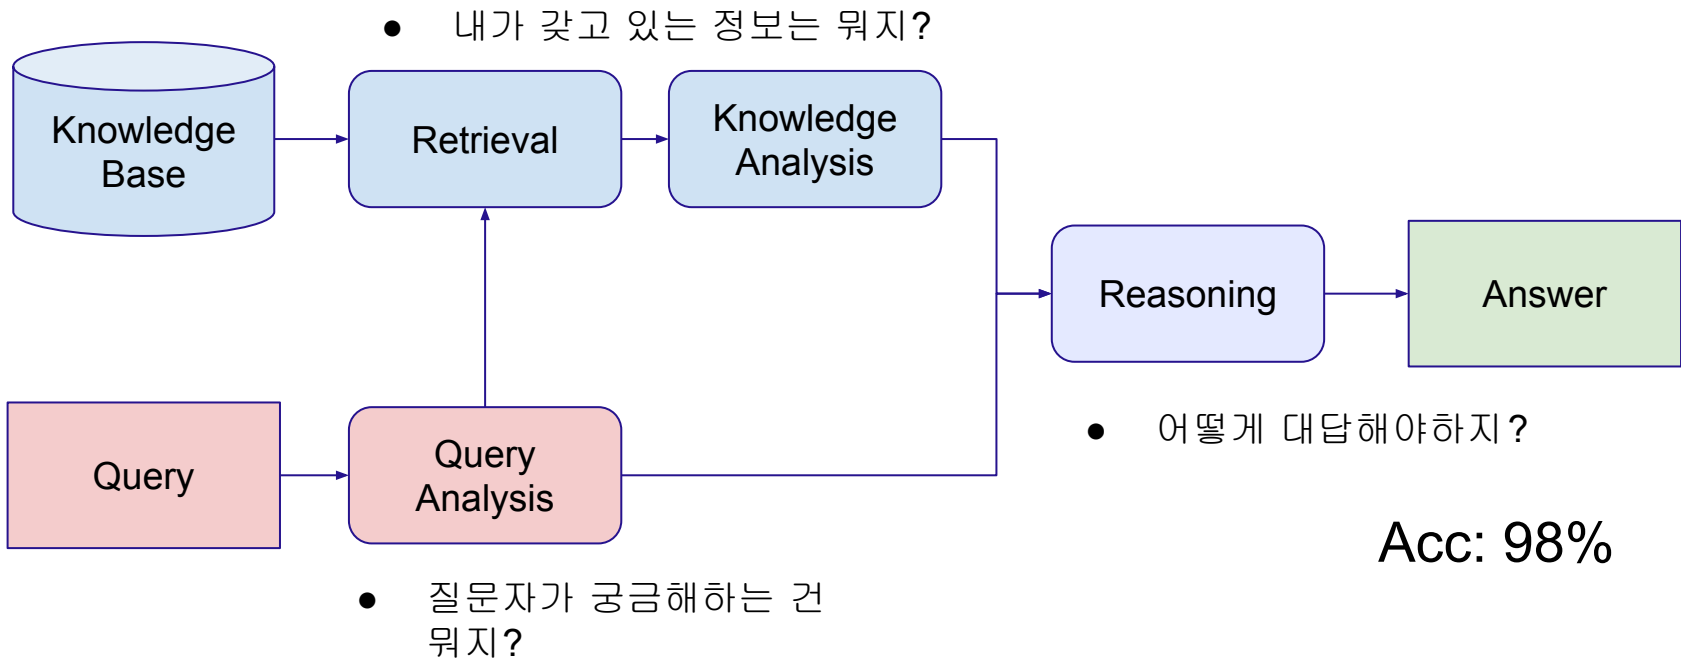 ● 내가 갖고 있는 정보는 뭐지?
Knowledge
Base
Retrieval
Knowledge
Analysis
Reasoning
Answer
Query
Query
Analysis
● 어떻게 대답해야하지?
Acc: 98%
● 질문자가 궁금해하는 건
뭐지?